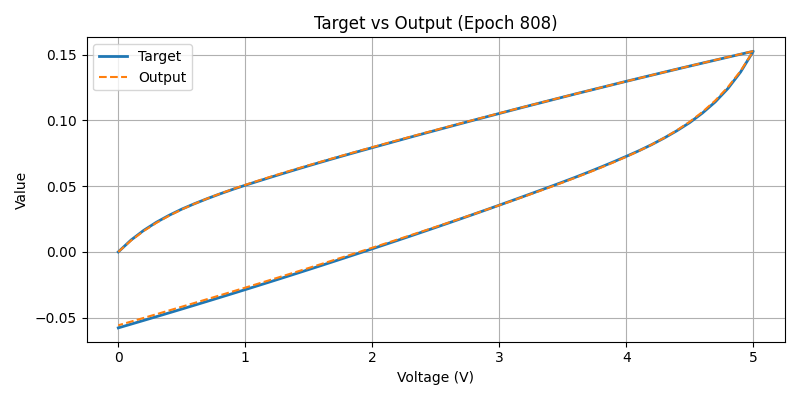 Target vs Output (Epoch 808)
Target
Output
0.15
0.10
0.05
0.00
−0.05
Value
0 1 2 3 4 5
Voltage (V)